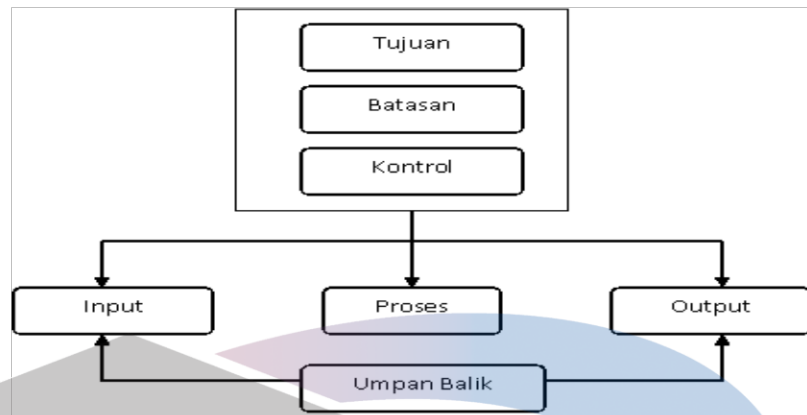 Tujuan
Batasan
Kontrol
Input
Proses
Output
Umpan Balik